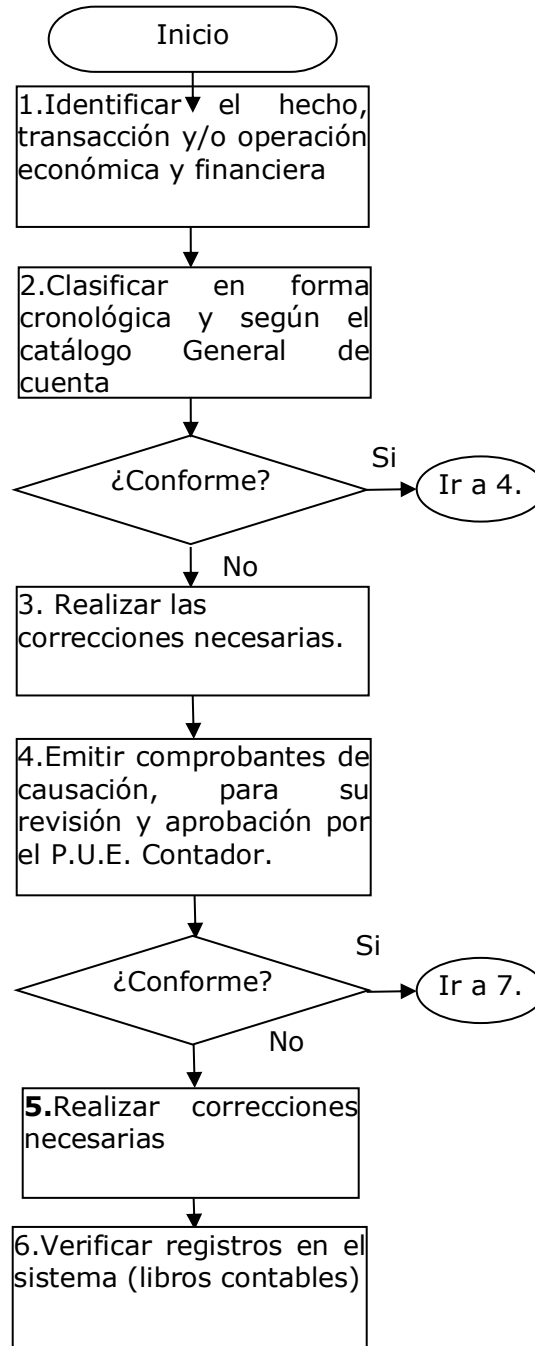 Inicio
1.Identificar el hecho,
transacción y/o operación
económica y financiera
2.Clasificar en forma
cronológica y según el
catálogo General de
cuenta
¿Conforme?
Si
Ir a 4.
No
3. Realizar las
correcciones necesarias.
4.Emitir comprobantes de
causación, para su
revisión y aprobación por
el P.U.E. Contador.
Si
¿Conforme?
Ir a 7.
No
5.Realizar correcciones
necesarias
6.Verificar registros en el
sistema (libros contables)